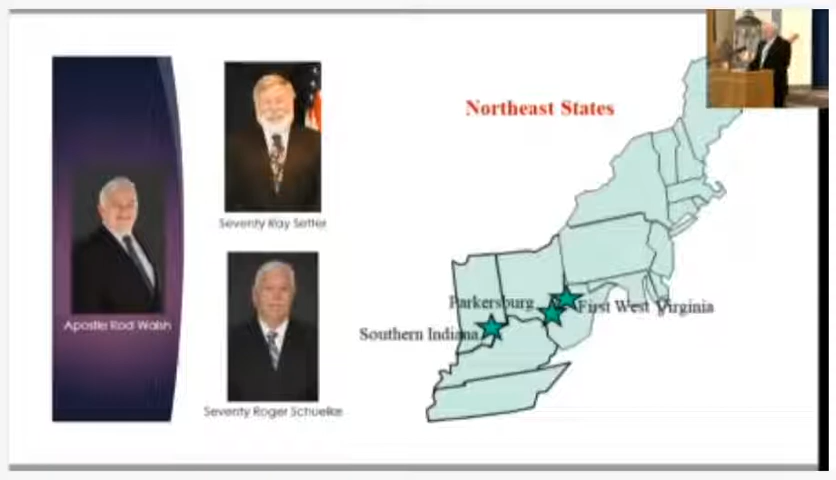 Northeast States
Seventy Ray Setter
Apostle Rod Walsh
Parkersburg
First West Virginia
Southern Indiana
Seventy Roger Schuelke